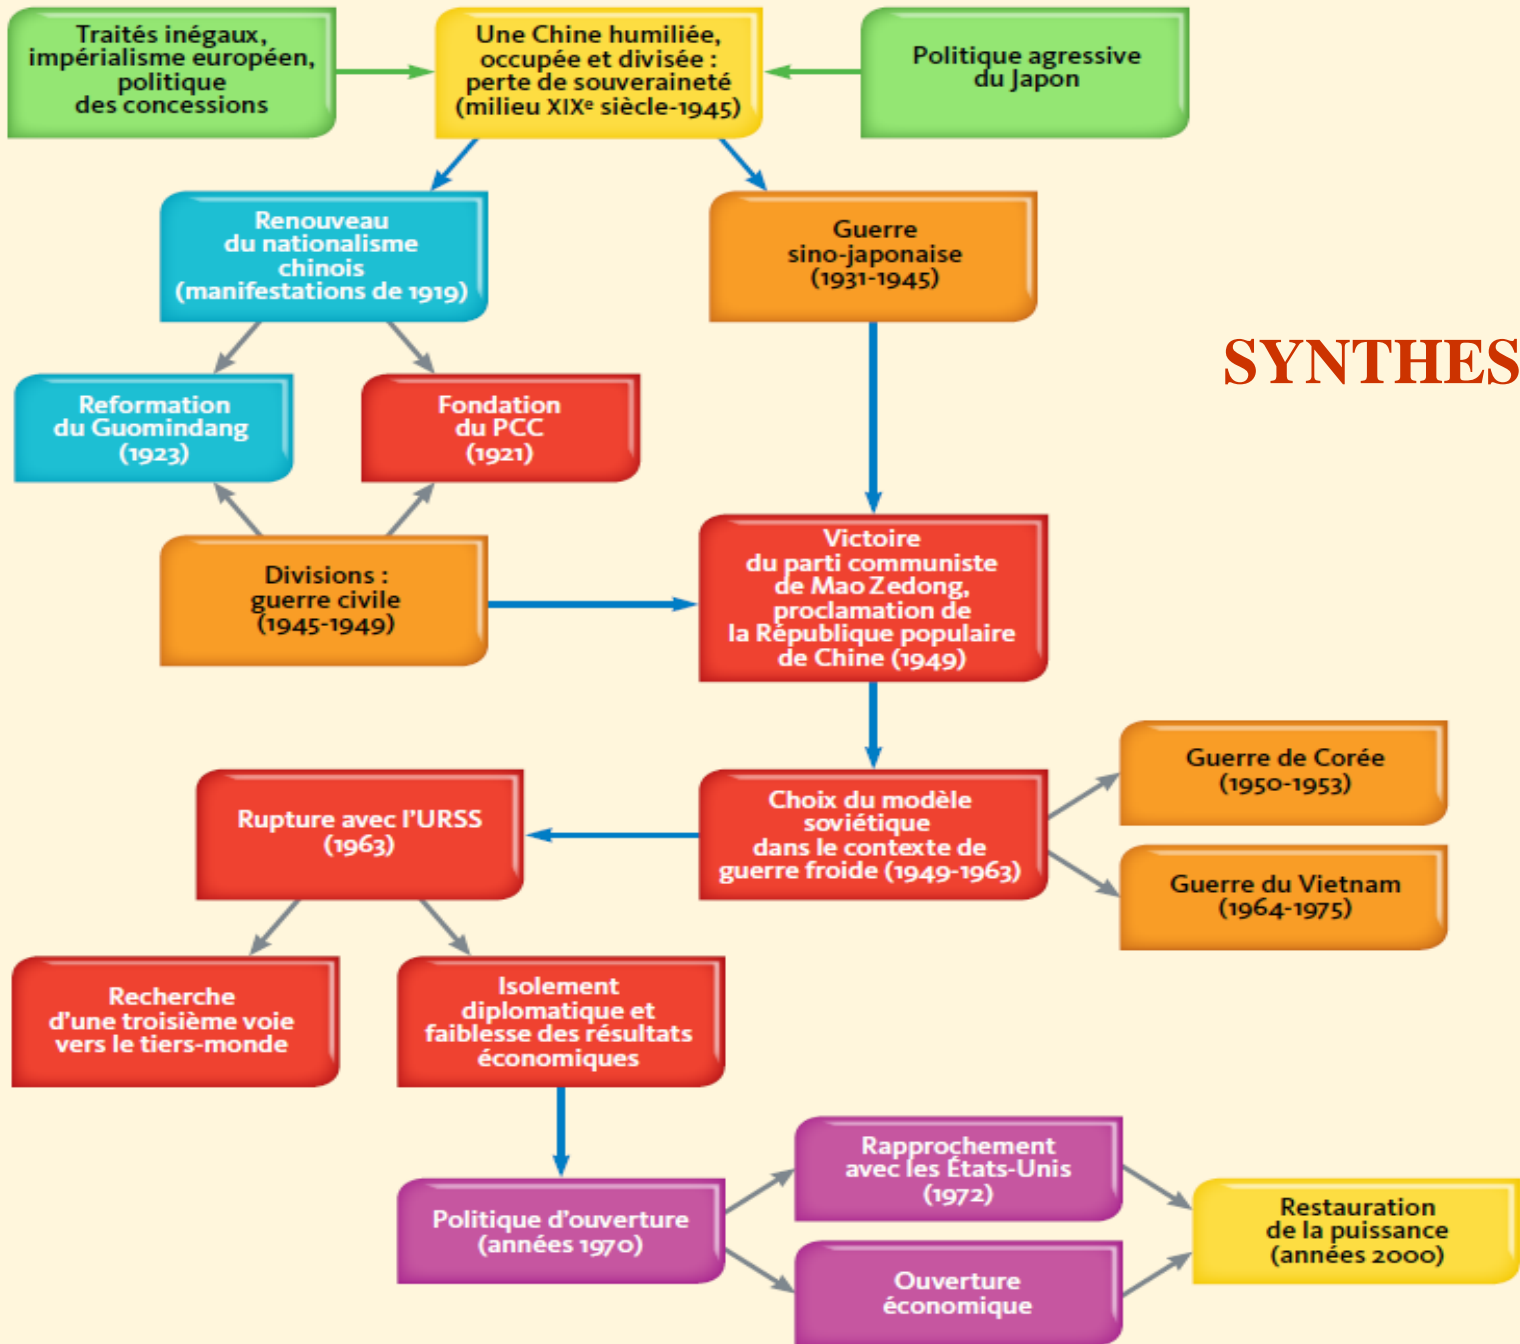 Traités inégaux,
impérialisme européen,
politique
des concessions
Une Chine humiliée,
occupée et divisée :
perte de souveraineté
(milieu XIXe siècle-1945)
Politique agressive
du Japon
Renouveau
du nationalisme
chinois
(manifestations de 1919)
Guerre
sino-japonaise
(1931-1945)
SYNTHES
Reformation
du Guomindang
(1923)
Fondation
du PCC
(1921)
Divisions :
guerre civile
(1945-1949)
Victoire
du parti communiste
de Mao Zedong,
proclamation de
la République populaire
de Chine (1949)
Guerre de Corée
(1950-1953)
Rupture avec l'URSS
(1963)
Choix du modèle
soviétique
dans le contexte de
guerre froide (1949-1963)
Guerre du Vietnam
(1964-1975)
Recherche
d'une troisième voie
vers le tiers-monde
Isolement
diplomatique et
faiblesse des résultats
économiques
Rapprochement
avec les États-Unis
(1972)
Politique d'ouverture
(années 1970)
Restauration
de la puissance
(années 2000)
Ouverture
économique